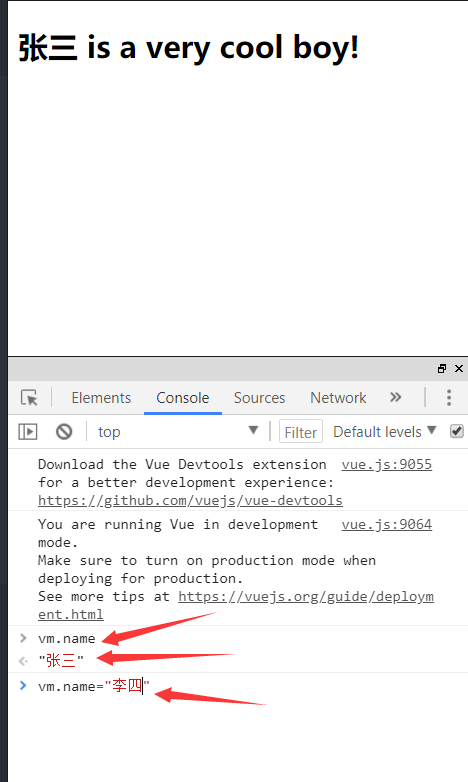 张三 is a very cool boy!
Elements Console Sources Network »
top Filter Default levels
Download the Vue Devtools extension vue.js:9055
for a better development experience:
https://github.com/vuejs/vue-devtools
You are running Vue in development vue.js:9064
mode.
Make sure to turn on production mode when
deploying for production.
See more tips at https://vuejs.org/guide/deploym
ent.html
> vm.name
"张三"
> vm.name="李四"